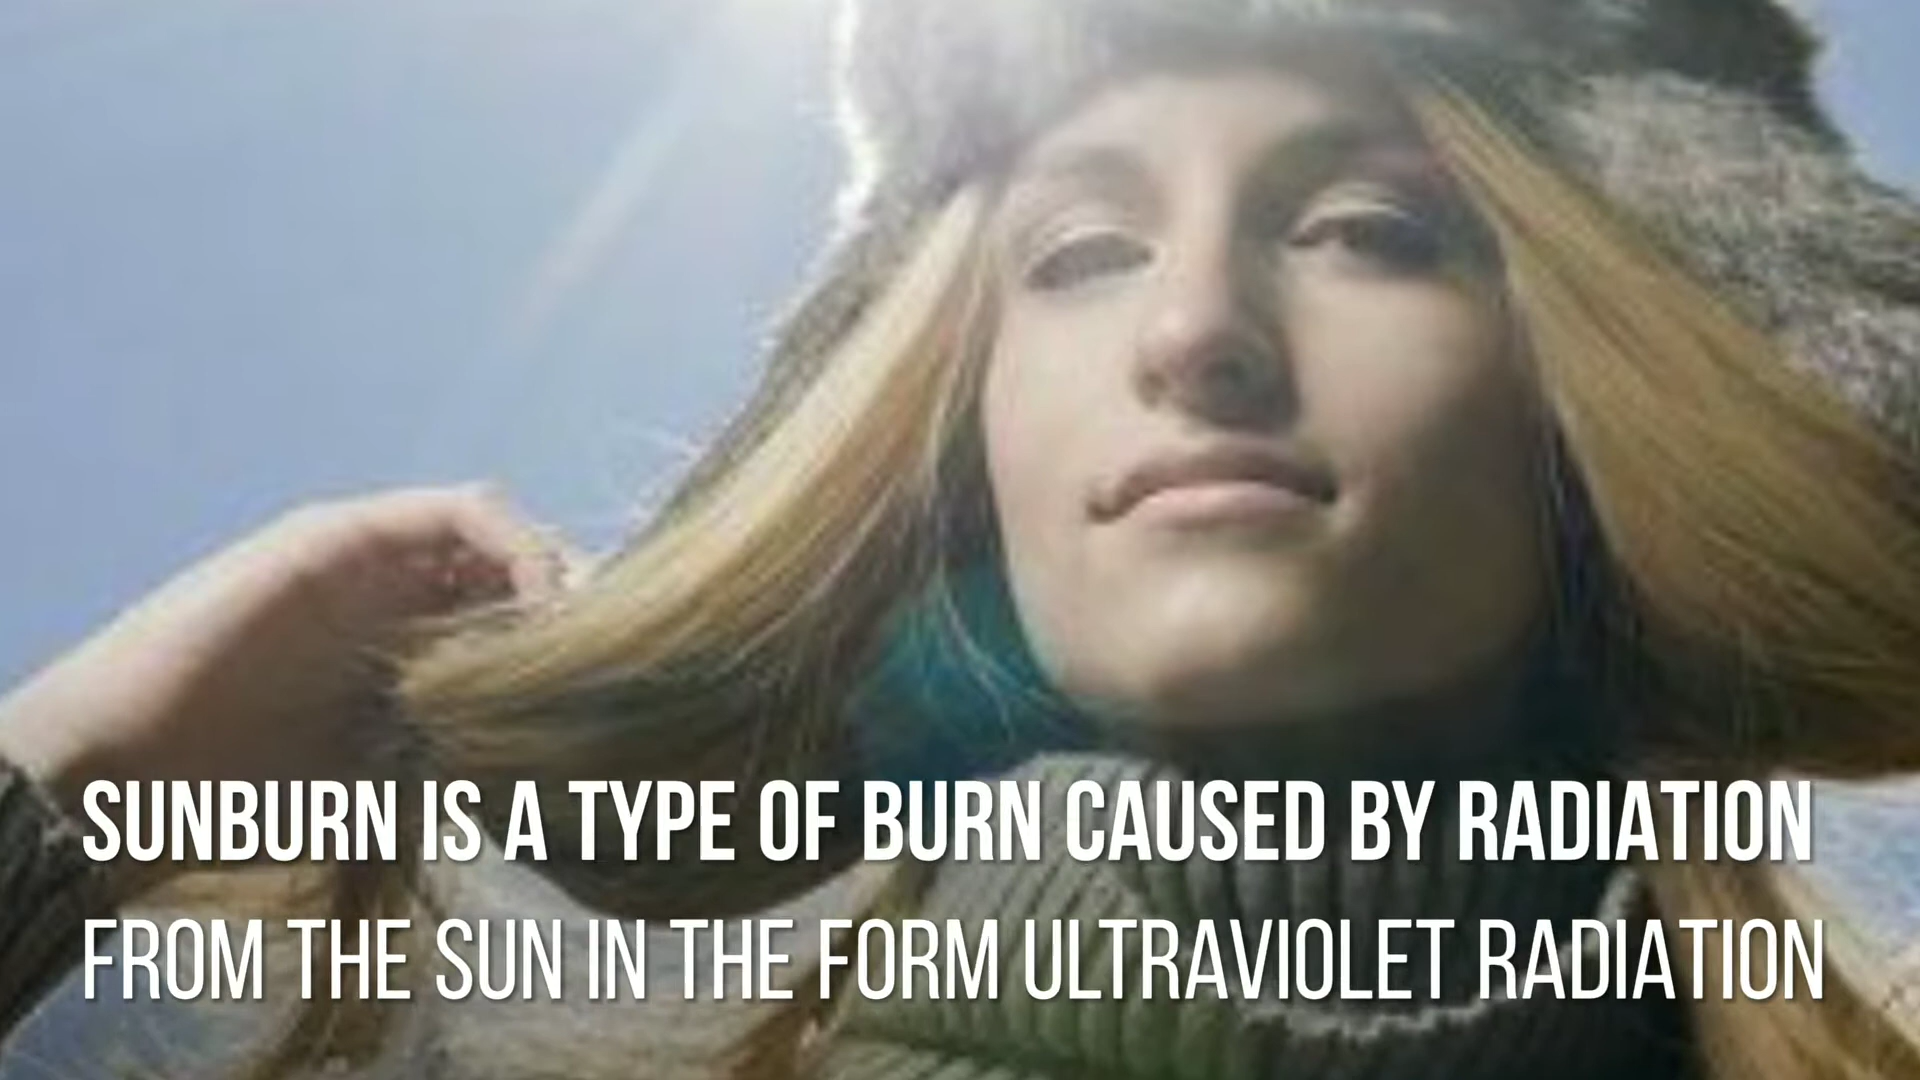 SUNBURN IS A TYPE OF BURN CAUSED BY RADIATION
FROM THE SUN IN THE FORM ULTRAVIOLET RADIATION